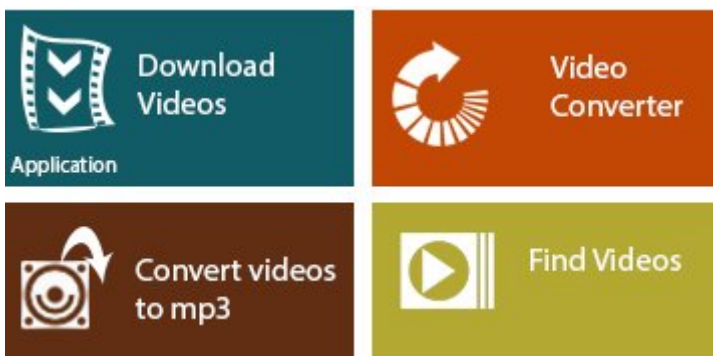 Download
Videos
Application
Video
Converter
Convert videos
to mp3
Find Videos